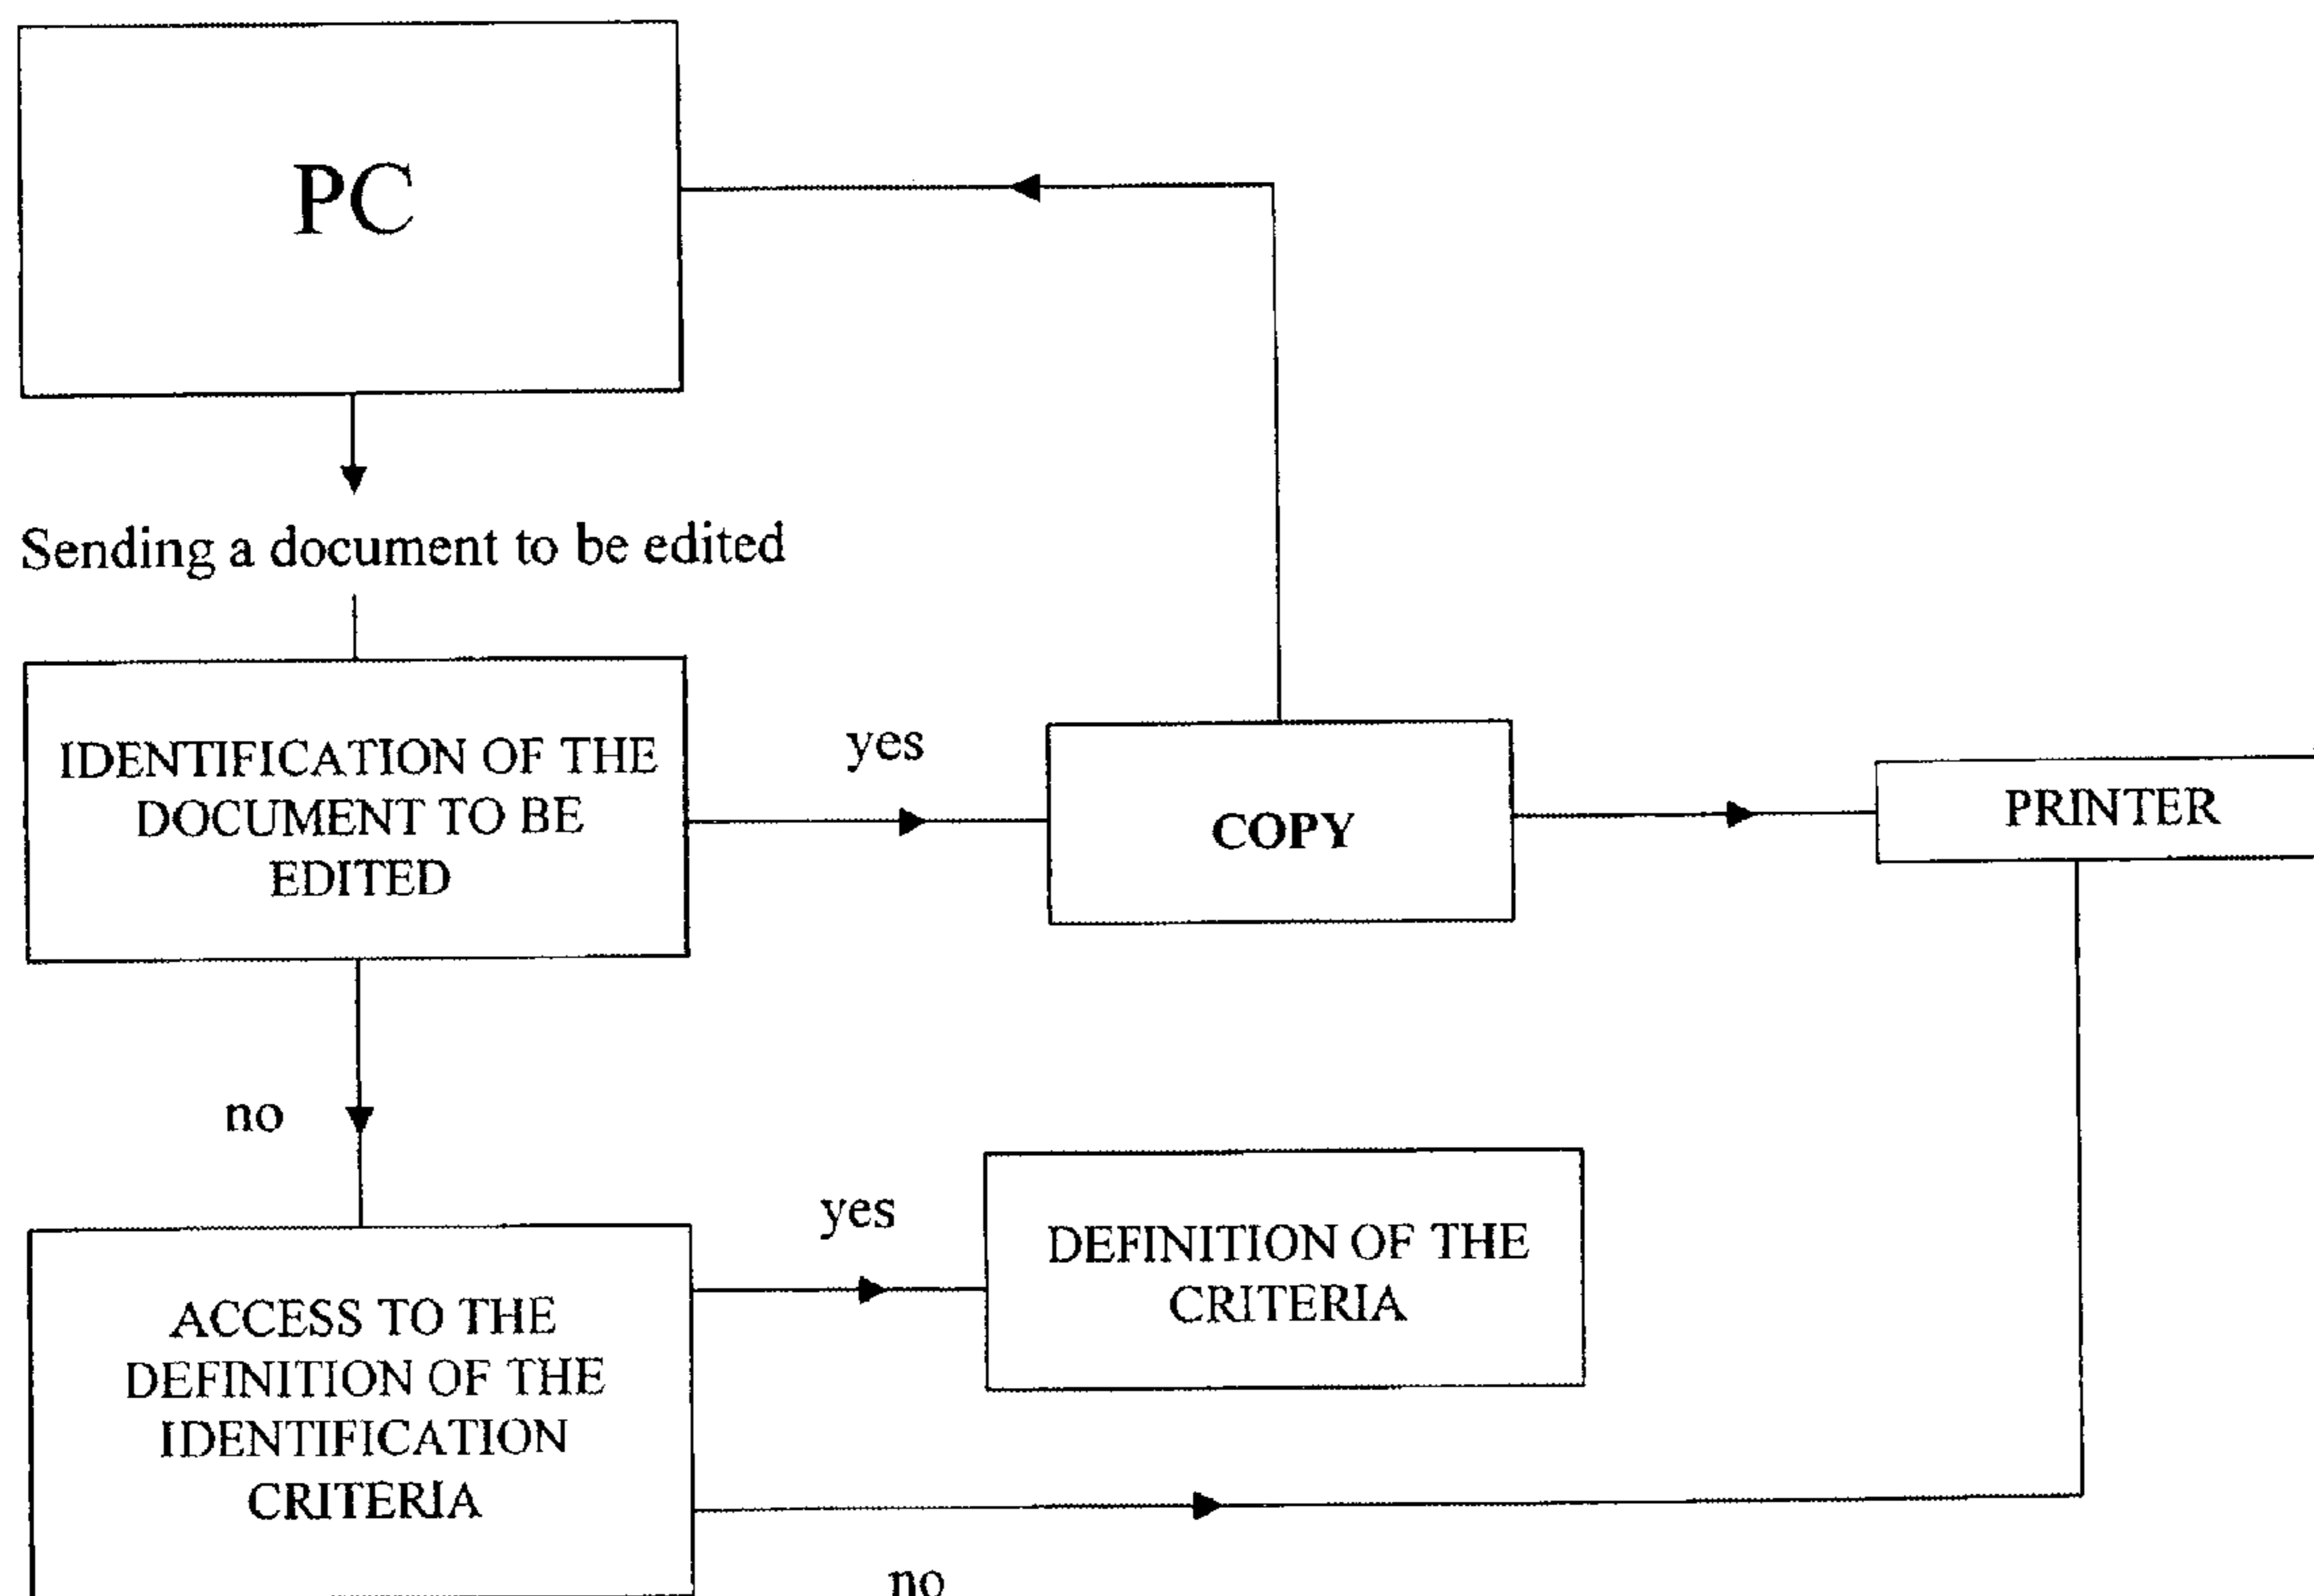 PC
Sending a document to be edited
IDENTIFICATION OF THE
DOCUMENT TO BE
EDITED
yes
COPY
PRINTER
no
yes
DEFINITION OF THE
CRITERIA
ACCESS TO THE
DEFINITION OF THE
IDENTIFICATION
CRITERIA
no